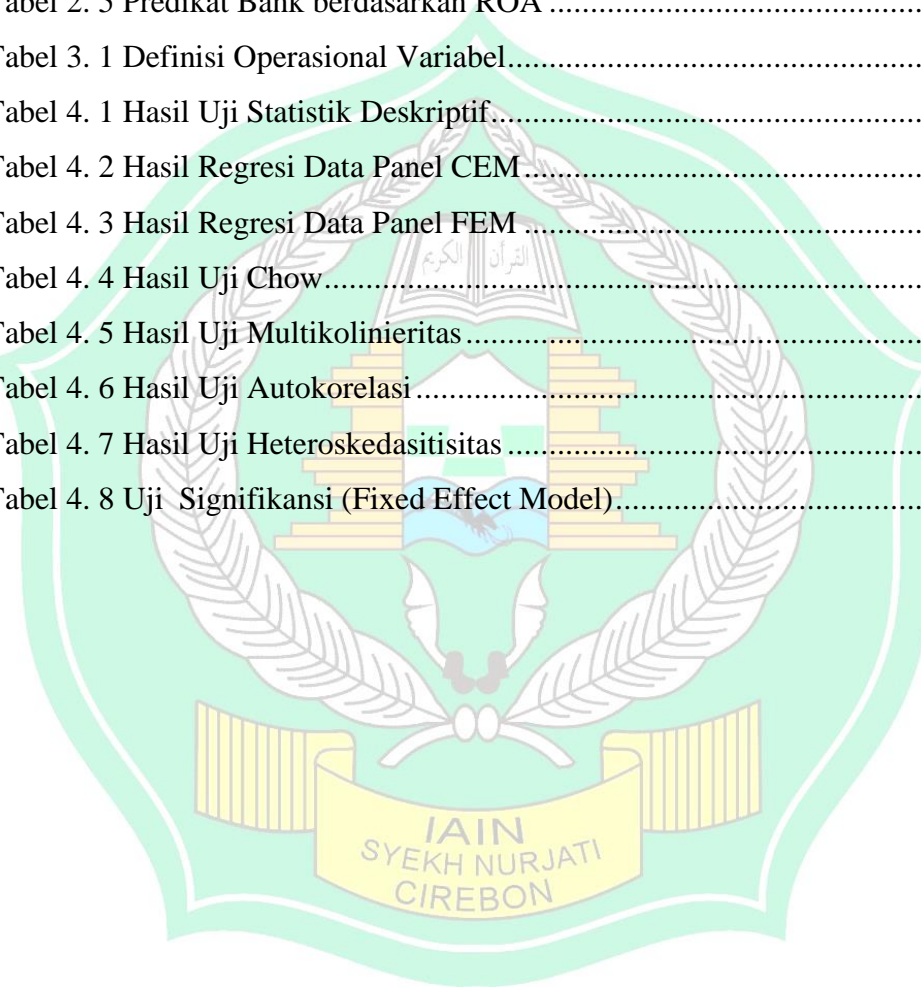 Tabel 2. 3 Predikat Bank berdasarkan ROA ........................................
Tabel 3. 1 Definisi Operasional Variabel........................................
Tabel 4. 1 Hasil Uji Statistik Deskriptif........................................
Tabel 4. 2 Hasil Regresi Data Panel CEM........................................
Tabel 4. 3 Hasil Regresi Data Panel FEM ........................................
Tabel 4. 4 Hasil Uji Chow........................................
Tabel 4. 5 Hasil Uji Multikolinieritas........................................
Tabel 4. 6 Hasil Uji Autokorelasi ........................................
Tabel 4. 7 Hasil Uji Heteroskedasitisitas ........................................
Tabel 4. 8 Uji  Signifikansi (Fixed Effect Model)........................................
القرآن الكريم
IAIN
SYEKH NURJATI
CIREBON